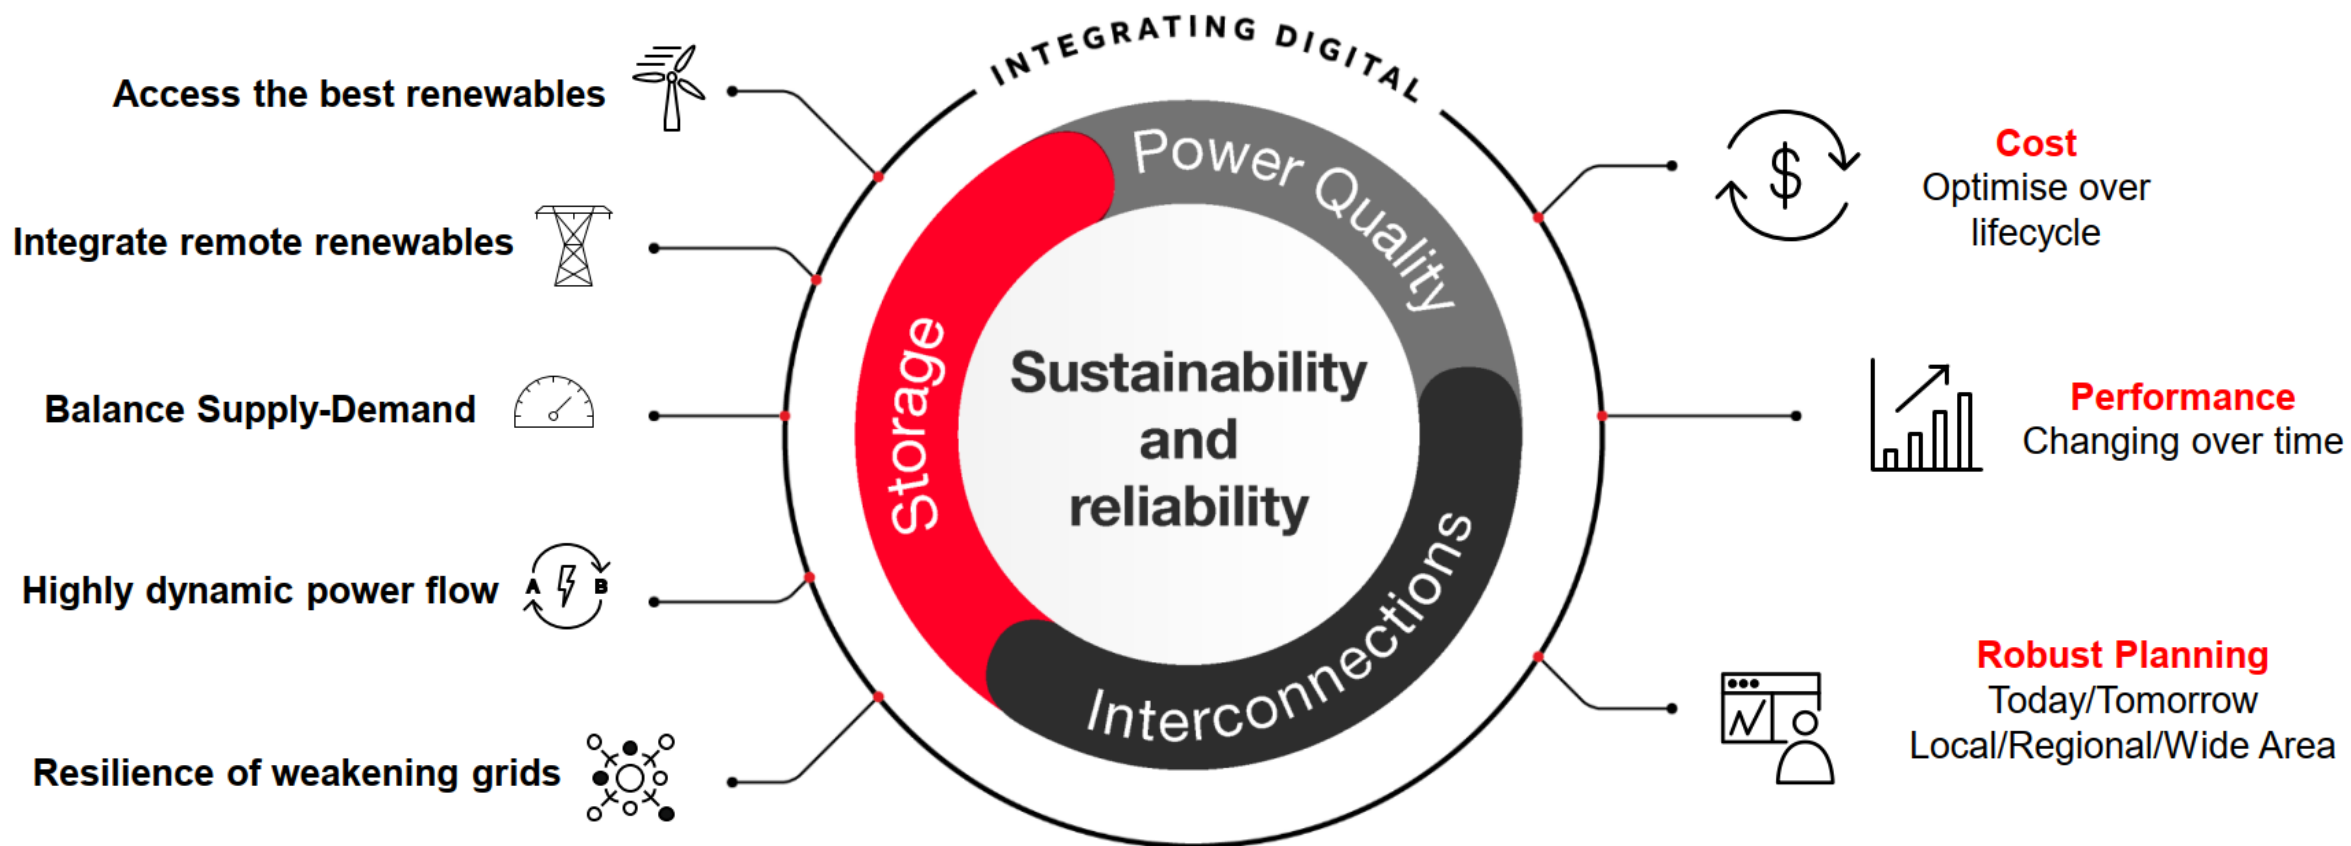 INTEGRATING DIGITAL
Access the best renewables
Integrate remote renewables
Balance Supply-Demand
Highly dynamic power flow
A
B
Resilience of weakening grids
Power Quality
Storage
Interconnections
Sustainability
and
reliability
$
Cost
Optimise over
lifecycle
Performance
Changing over time
Robust Planning
Today/Tomorrow
Local/Regional/Wide Area